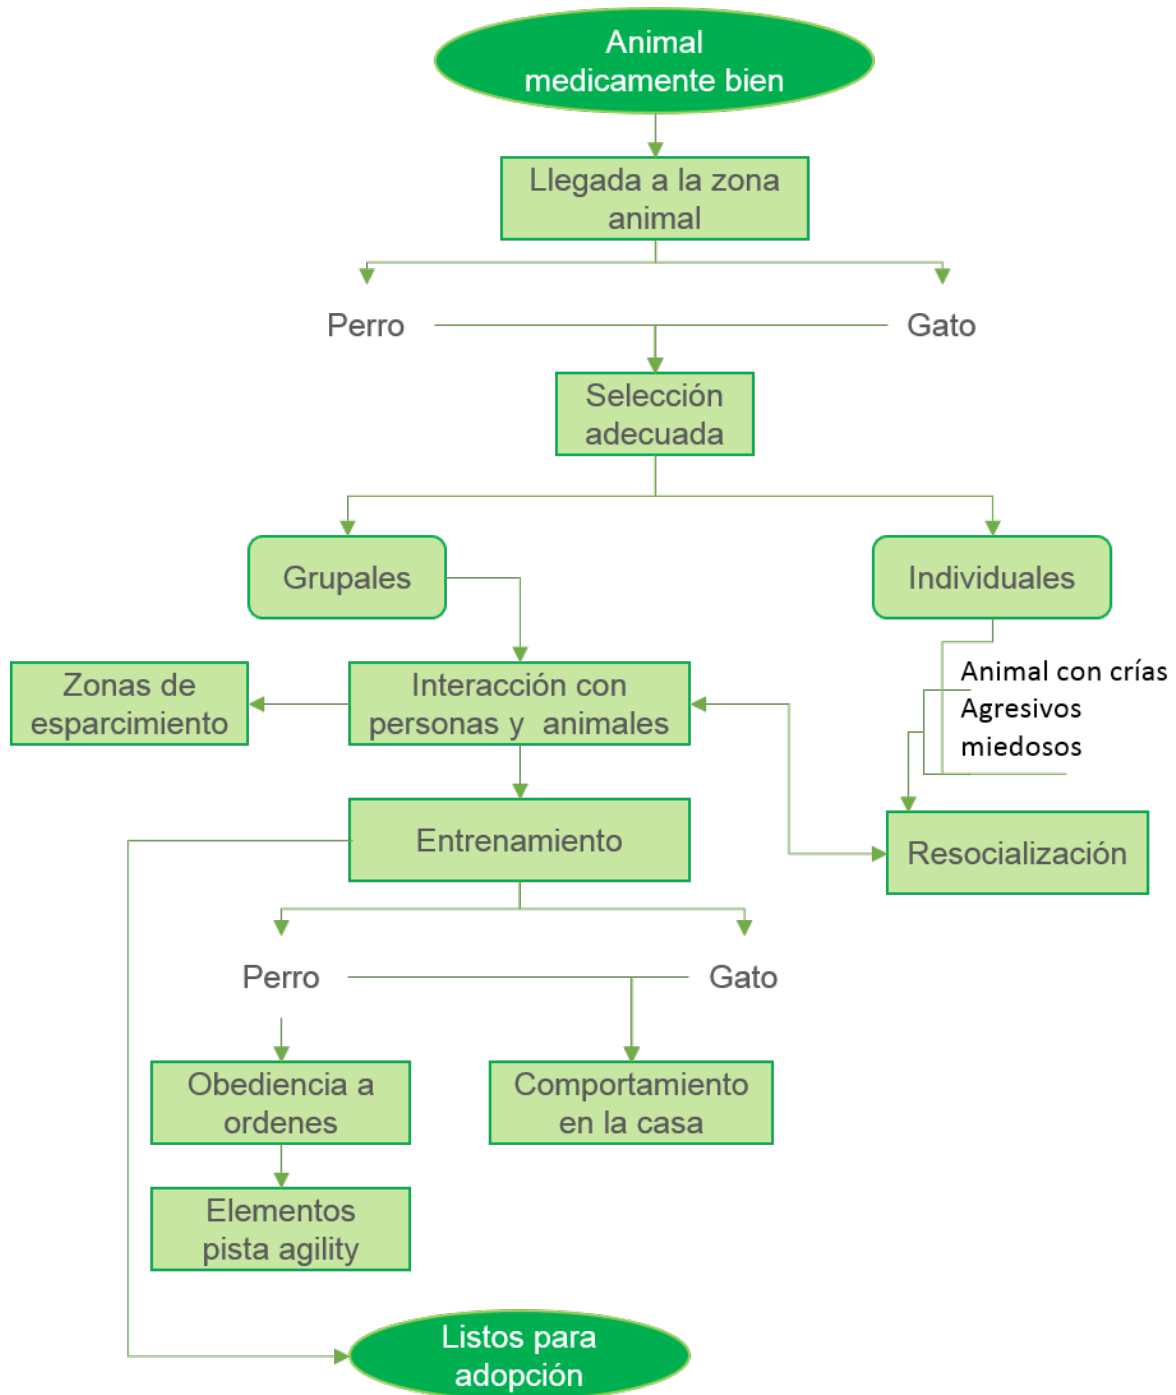 Animal
medicamente bien
Llegada a la zona
animal
Perro
Gato
Selección
adecuada
Grupales
Individuales
Zonas de
esparcimiento
Interacción con
personas y animales
Animal con crías
Agresivos
miedosos
Entrenamiento
Resocialización
Perro
Gato
Obediencia a
ordenes
Comportamiento
en la casa
Elementos
pista agility
Listos para
adopción